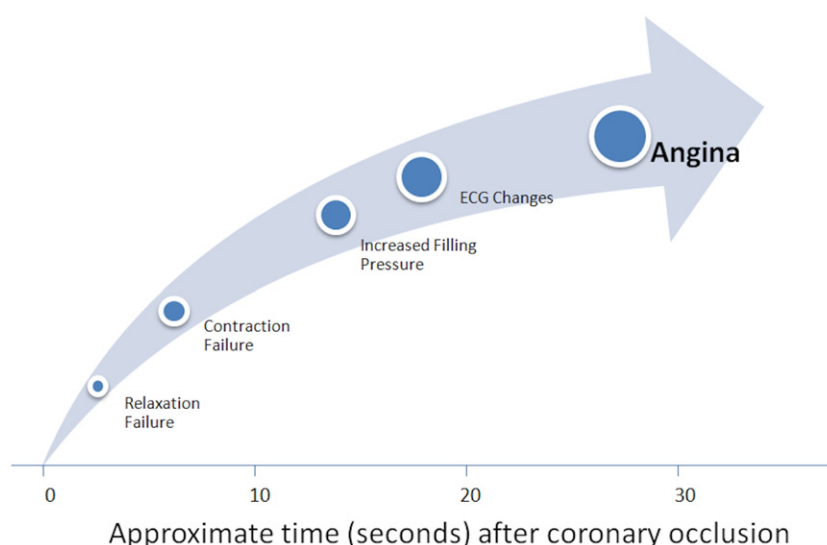 Angina
ECG Changes
Increased Filling
Pressure
Contraction
Failure
Relaxation
Failure
0 10 20 30
Approximate time (seconds) after coronary occlusion